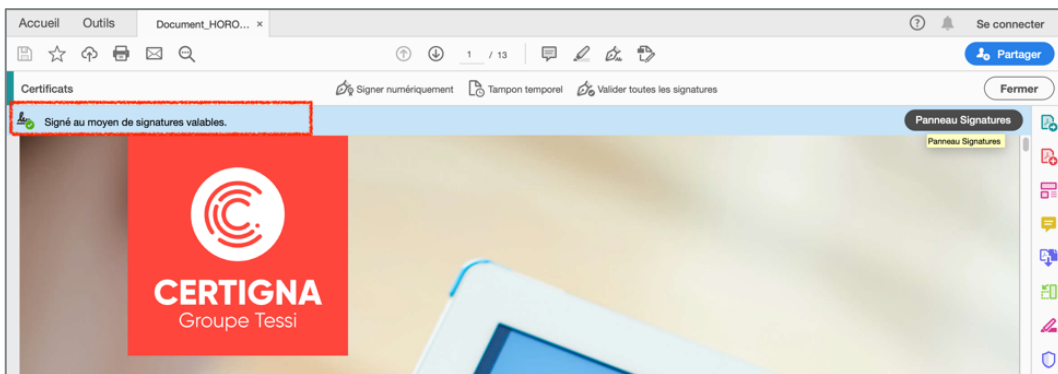 Accueil Outils Document_HORO... ×
Se connecter
1 / 13
Partager
Certificats
Signer numériquement Tampon temporel Valider toutes les signatures
Fermer
Signé au moyen de signatures valables.
Panneau Signatures
Panneau Signatures
CERTIGNA
Groupe Tessi